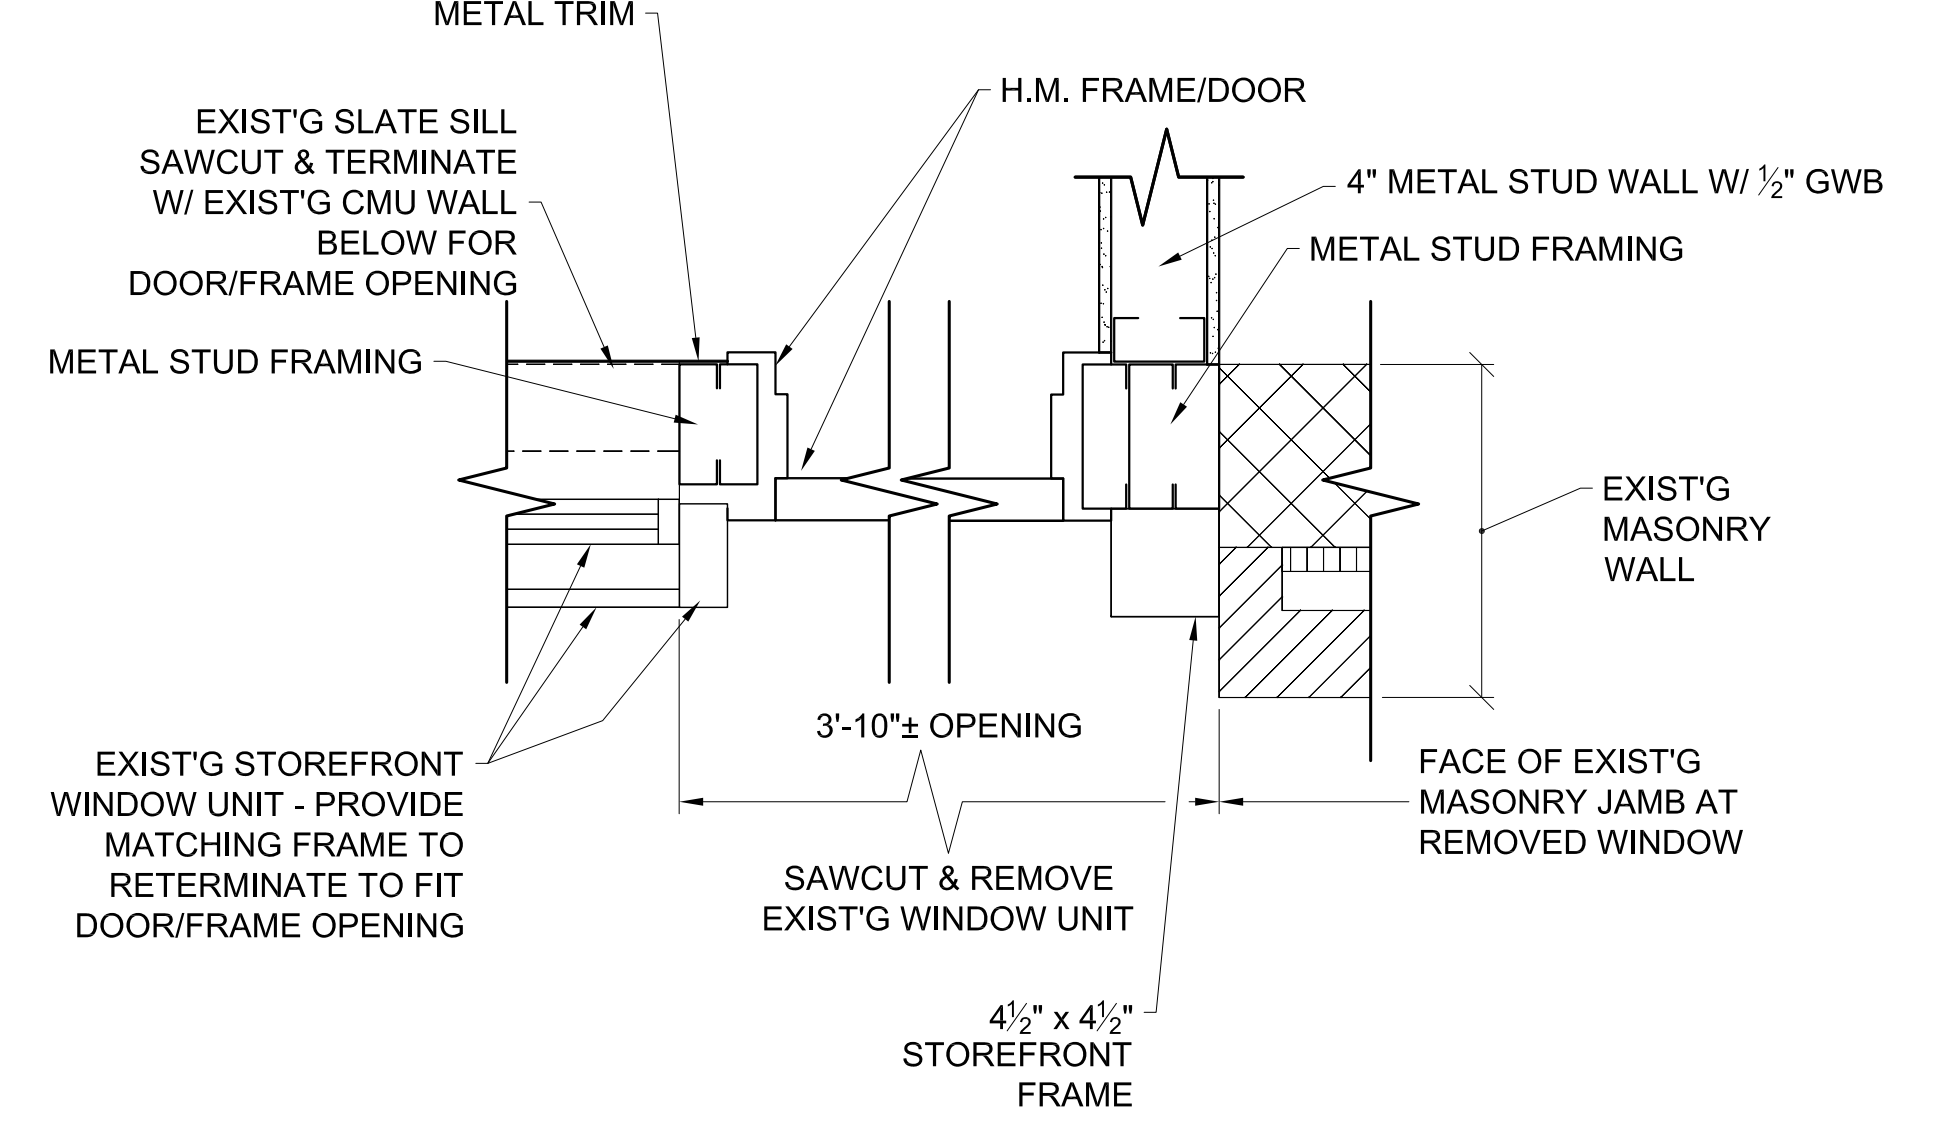 METAL TRIM
H.M. FRAME/DOOR
EXIST'G SLATE SILL
SAWCUT & TERMINATE
W/ EXIST'G CMU WALL
BELOW FOR
DOOR/FRAME OPENING
4" METAL STUD WALL W/ ½" GWB
METAL STUD FRAMING
METAL STUD FRAMING
EXIST'G
MASONRY
WALL
3'-10"± OPENING
EXIST'G STOREFRONT
WINDOW UNIT - PROVIDE
MATCHING FRAME TO
RETERMINATE TO FIT
DOOR/FRAME OPENING
FACE OF EXIST'G
MASONRY JAMB AT
REMOVED WINDOW
SAWCUT & REMOVE
EXIST'G WINDOW UNIT
4½" x 4½"
STOREFRONT
FRAME